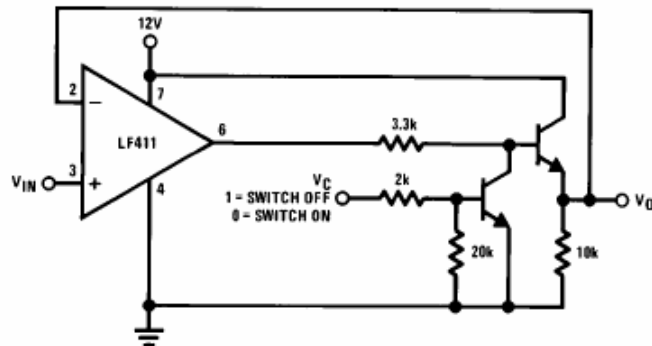 12V
2
7
−
LF411
6
3.3k
V_IN
3
+
4
V_C
1 = SWITCH OFF
0 = SWITCH ON
2k
V_O
20k
10k